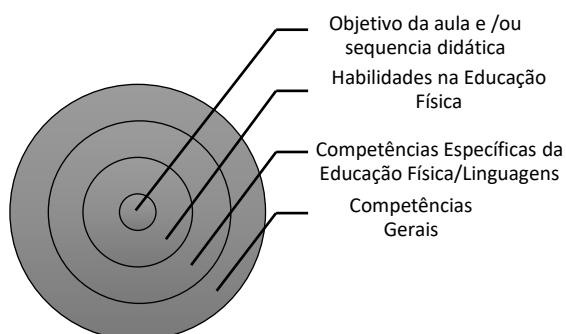 Objetivo da aula e /ou
sequencia didática
Habilidades na Educação
Física
Competências Específicas da
Educação Física/Linguagens
Competências
Gerais